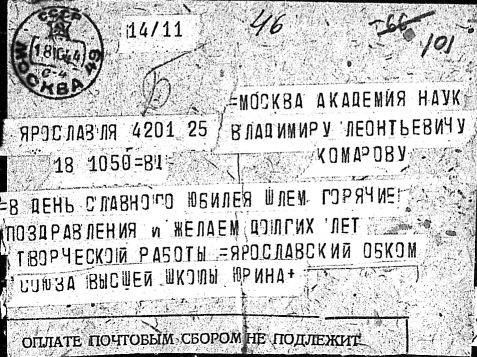 СССР
18 10 44
МОСКВА 49
14/11
46
66
101
=МОСКВА АКАДЕМИЯ НАУК
ЯРОСЛАВЛЯ 4201 25 ВЛАДИМИРУ ЛЕОНТЬЕВИЧУ
18 1050= КОМАРОВУ
=В ДЕНЬ СЛАВНОГО ЮБИЛЕЯ ШЛЕМ ГОРЯЧИЕ
ПОЗДРАВЛЕНИЯ и ЖЕЛАЕМ ДОЛГИХ ЛЕТ
ТВОРЧЕСКОЙ РАБОТЫ =ЯРОСЛАВСКИЙ ОБКОМ
СОЮЗА ВЫСШЕЙ ШКОЛЫ ЮРИНА+
ОПЛАТЕ ПОЧТОВЫМ СБОРОМ НЕ ПОДЛЕЖИТ